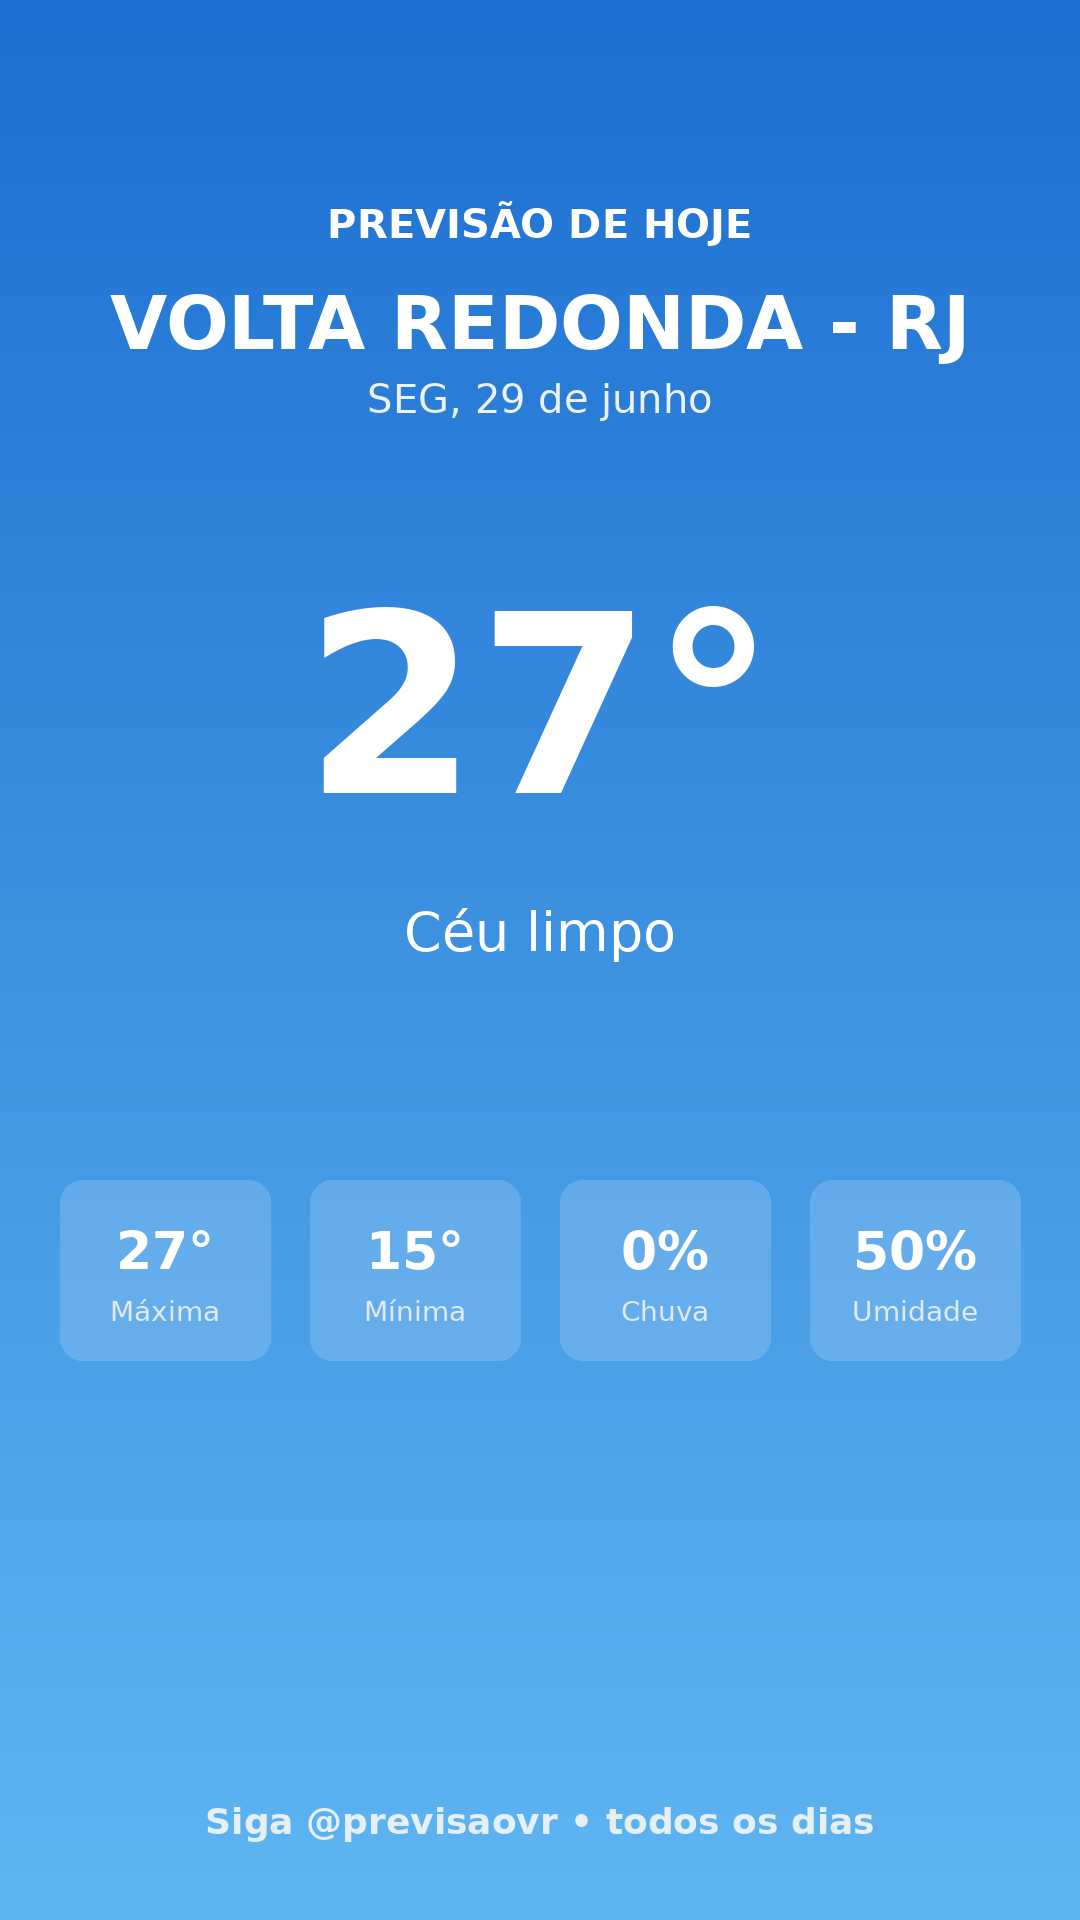 PREVISÃO DE HOJE
VOLTA REDONDA - RJ
SEG, 29 de junho
27°
Céu limpo
27° 15° 0% 50%
Máxima Mínima Chuva Umidade
Siga @previsaovr • todos os dias